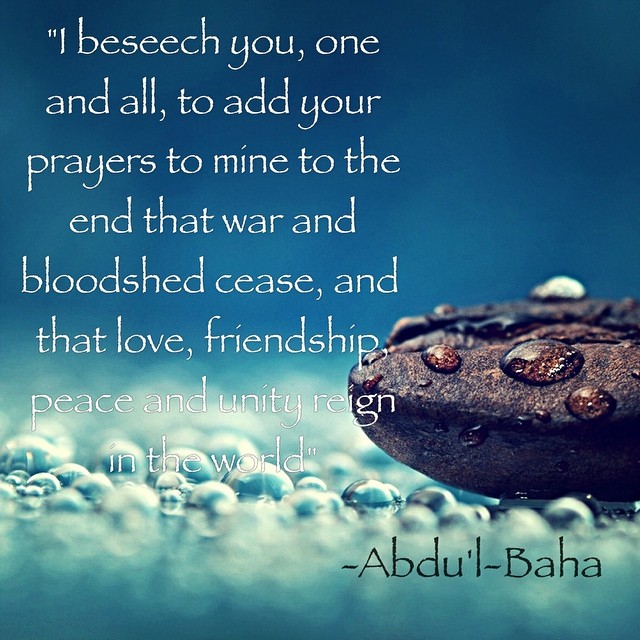 "I beseech you, one
and all, to add your
prayers to mine to the
end that war and
bloodshed cease, and
that love, friendship,
peace and unity reign
in the world"
-Abdu'l-Baha